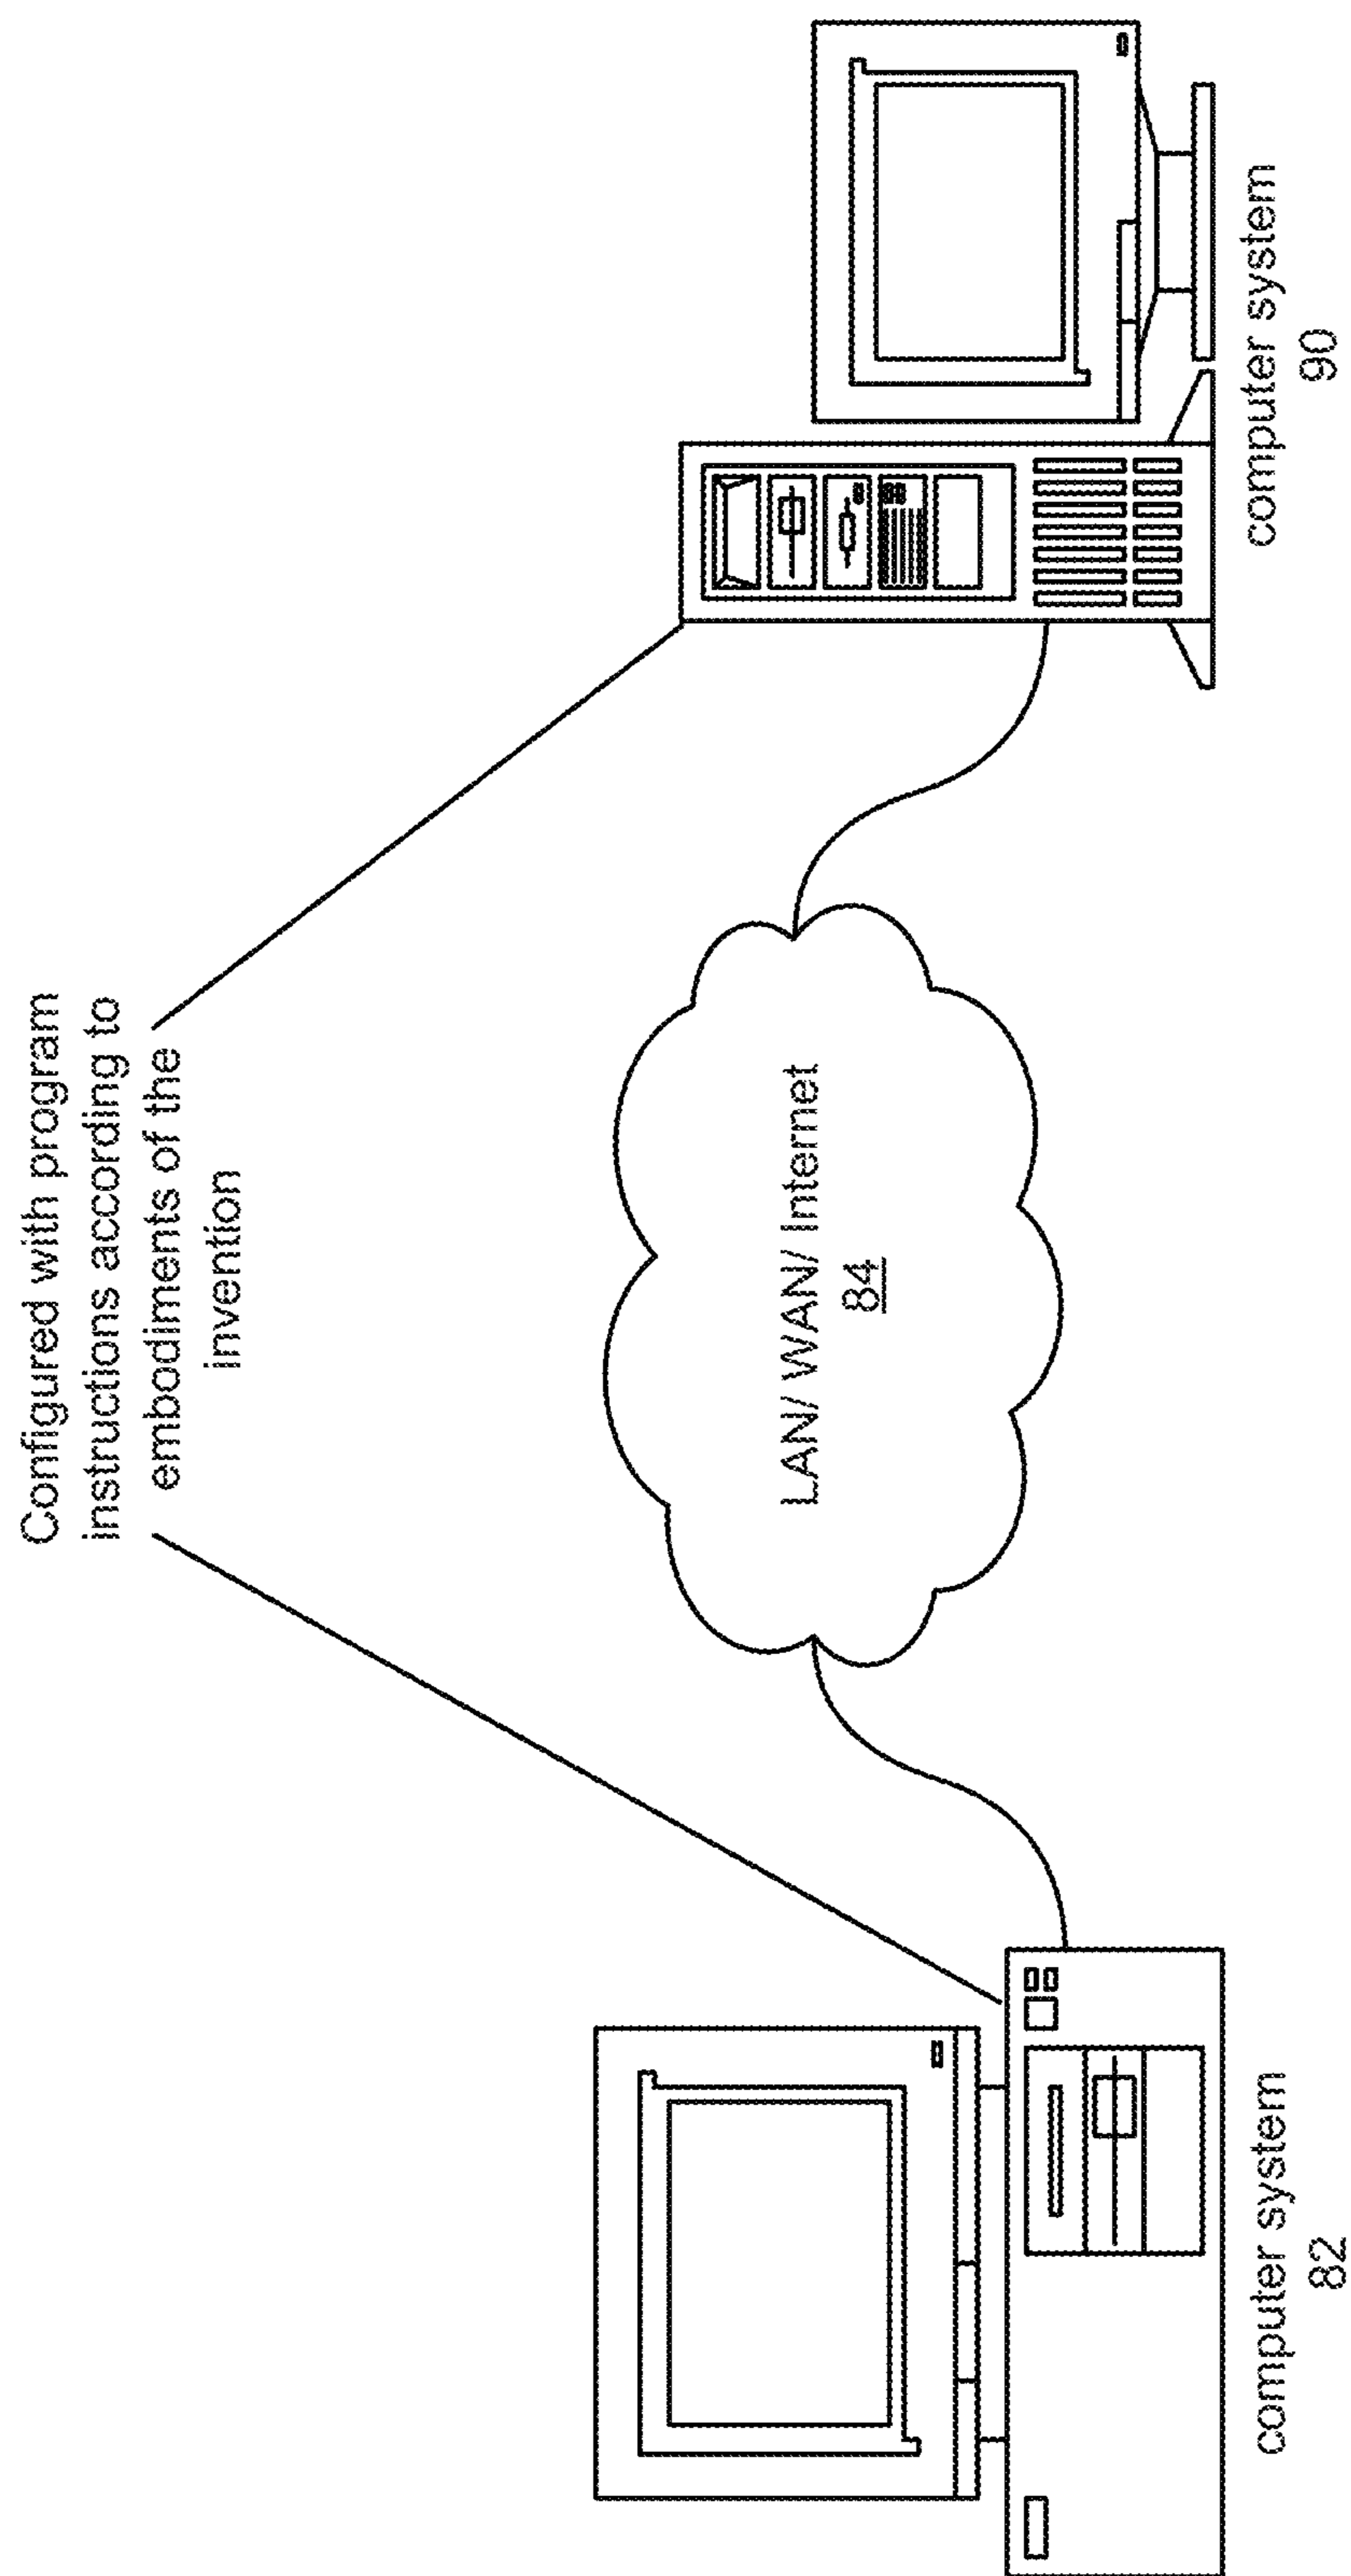 Configured with program
instructions according to
embodiments of the
invention
LAN/ WAN/ Internet
84
computer system
82
computer system
90